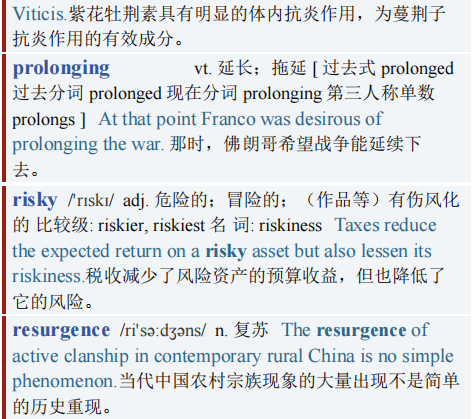 Viticis.紫花牡荆素具有明显的体内抗炎作用，为蔓荆子
抗炎作用的有效成分。
prolonging vt. 延长；拖延 [ 过去式 prolonged
过去分词 prolonged 现在分词 prolonging 第三人称单数
prolongs ] At that point Franco was desirous of
prolonging the war. 那时，佛朗哥希望战争能延续下
去。
risky /'rɪskɪ/ adj. 危险的；冒险的；（作品等）有伤风化
的 比较级: riskier, riskiest 名 词: riskiness Taxes reduce
the expected return on a risky asset but also lessen its
riskiness.税收减少了风险资产的预算收益，但也降低了
它的风险。
resurgence /ri'sə:dʒəns/ n. 复苏 The resurgence of
active clanship in contemporary rural China is no simple
phenomenon.当代中国农村宗族现象的大量出现不是简单
的历史重现。